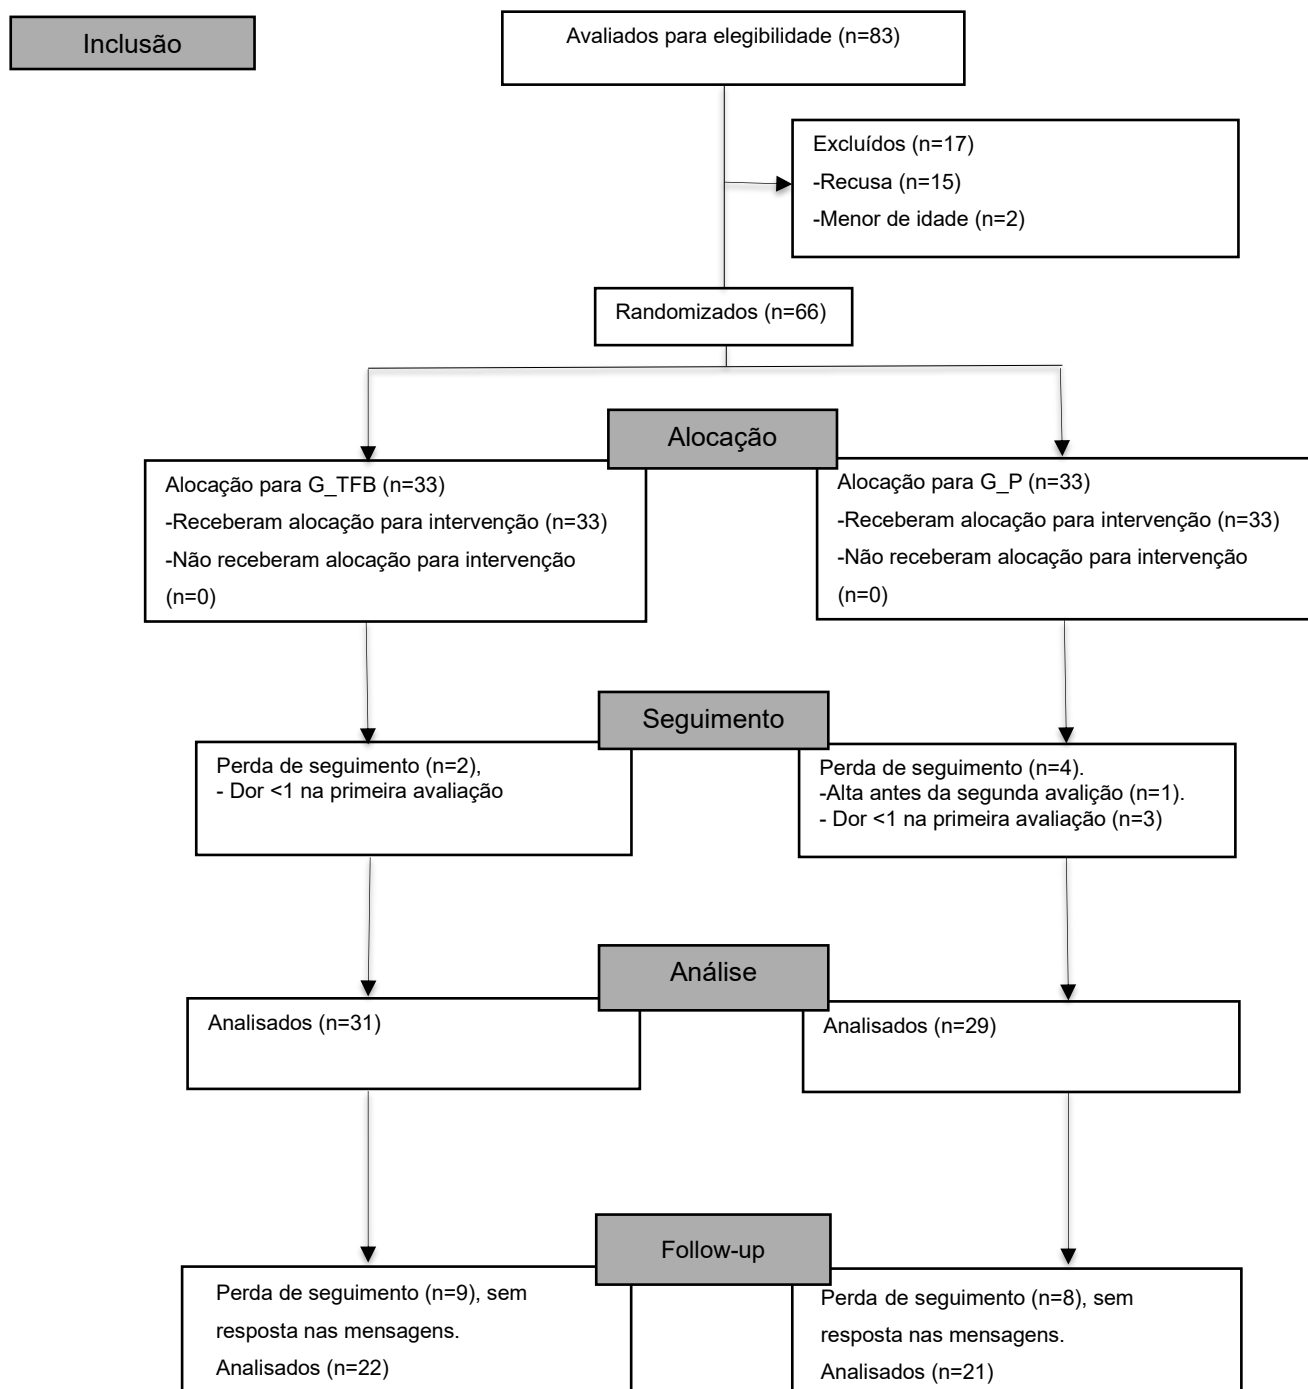 Inclusão
Avaliados para elegibilidade (n=83)
Excluídos (n=17)
-Recusa (n=15)
-Menor de idade (n=2)
Randomizados (n=66)
Alocação
Alocação para G_TFB (n=33)
-Receberam alocação para intervenção (n=33)
-Não receberam alocação para intervenção
(n=0)
Alocação para G_P (n=33)
-Receberam alocação para intervenção (n=33)
-Não receberam alocação para intervenção
(n=0)
Seguimento
Perda de seguimento (n=2),
- Dor <1 na primeira avaliação
Perda de seguimento (n=4).
-Alta antes da segunda avalição (n=1).
- Dor <1 na primeira avaliação (n=3)
Análise
Analisados (n=31)
Analisados (n=29)
Follow-up
Perda de seguimento (n=9), sem
resposta nas mensagens.
Analisados (n=22)
Perda de seguimento (n=8), sem
resposta nas mensagens.
Analisados (n=21)